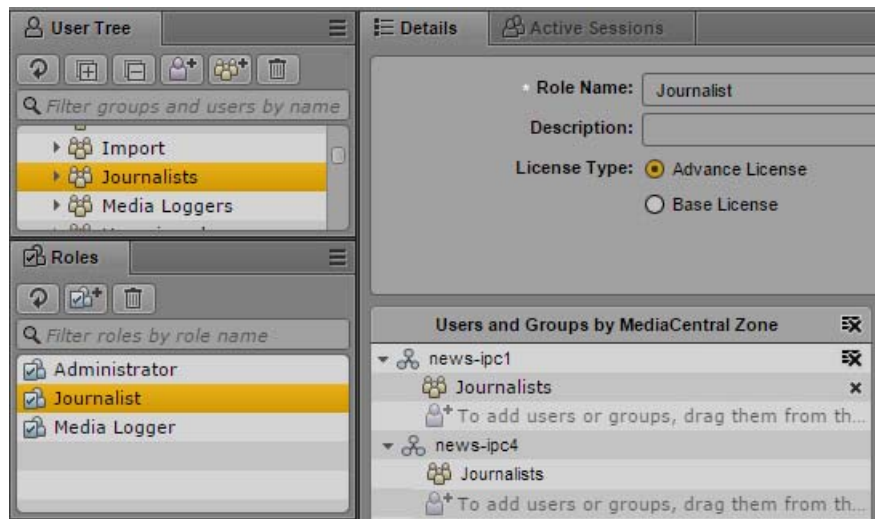 User Tree
Filter groups and users by name
Import
Journalists
Media Loggers
Roles
Filter roles by role name
Administrator
Journalist
Media Logger
Details
Active Sessions
Role Name: Journalist
Description:
License Type: Advance License
Base License
Users and Groups by MediaCentral Zone
news-ipc1
Journalists
To add users or groups, drag them from th...
news-ipc4
Journalists
To add users or groups, drag them from th...